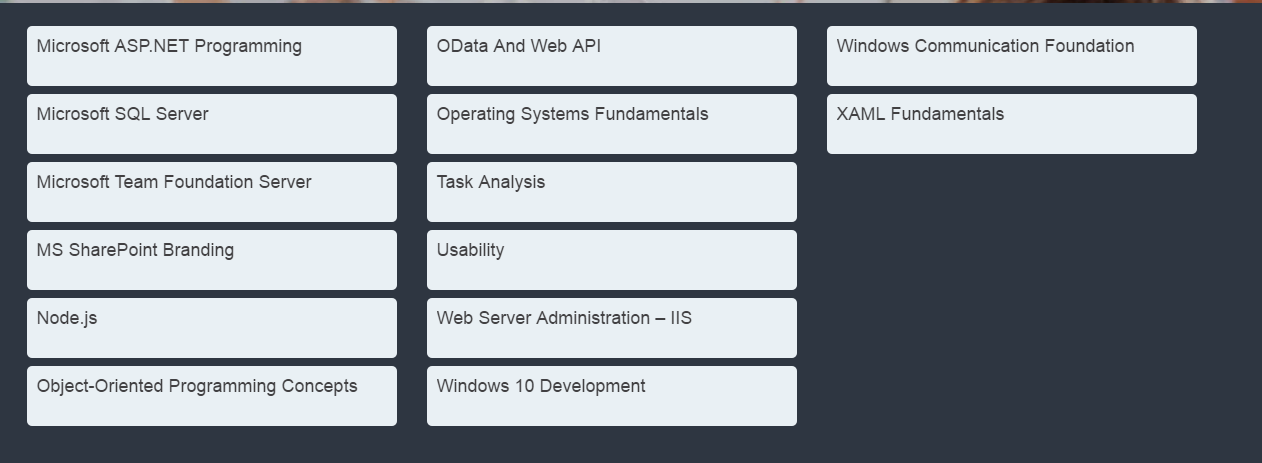 Microsoft ASP.NET Programming
Microsoft SQL Server
Microsoft Team Foundation Server
MS SharePoint Branding
Node.js
Object-Oriented Programming Concepts
OData And Web API
Operating Systems Fundamentals
Task Analysis
Usability
Web Server Administration – IIS
Windows 10 Development
Windows Communication Foundation
XAML Fundamentals